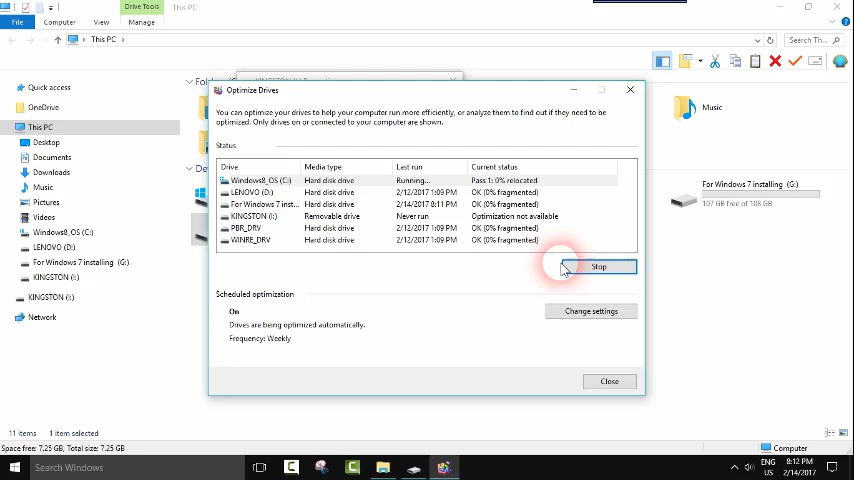 Drive Tools
This PC
File
Computer
View
Manage
This PC
Search Th...
Quick access
OneDrive
This PC
Desktop
Documents
Downloads
Music
Pictures
Videos
Windows8_OS (C:)
LENOVO (D:)
For Windows 7 installing (G:)
KINGSTON (I:)
KINGSTON (I:)
Network
Optimize Drives
You can optimize your drives to help your computer run more efficiently, or analyze them to find out if they need to be
optimized. Only drives on or connected to your computer are shown.
Status
Drive Media type Last run Current status
Windows8_OS (C:) Hard disk drive Running... Pass 1: 0% relocated
LENOVO (D:) Hard disk drive 2/12/2017 1:09 PM OK (0% fragmented)
For Windows 7 inst... Hard disk drive 2/14/2017 8:11 PM OK (0% fragmented)
KINGSTON (I:) Removable drive Never run Optimization not available
PBR_DRV Hard disk drive 2/12/2017 1:09 PM OK (0% fragmented)
WINRE_DRV Hard disk drive 2/12/2017 1:09 PM OK (0% fragmented)
Stop
Scheduled optimization
On
Change settings
Drives are being optimized automatically.
Frequency: Weekly
Close
Music
For Windows 7 installing (G:)
107 GB free of 108 GB
11 items 1 item selected
Space free: 7.25 GB, Total size: 7.25 GB
Computer
Search Windows
ENG
US
8:12 PM
2/14/2017